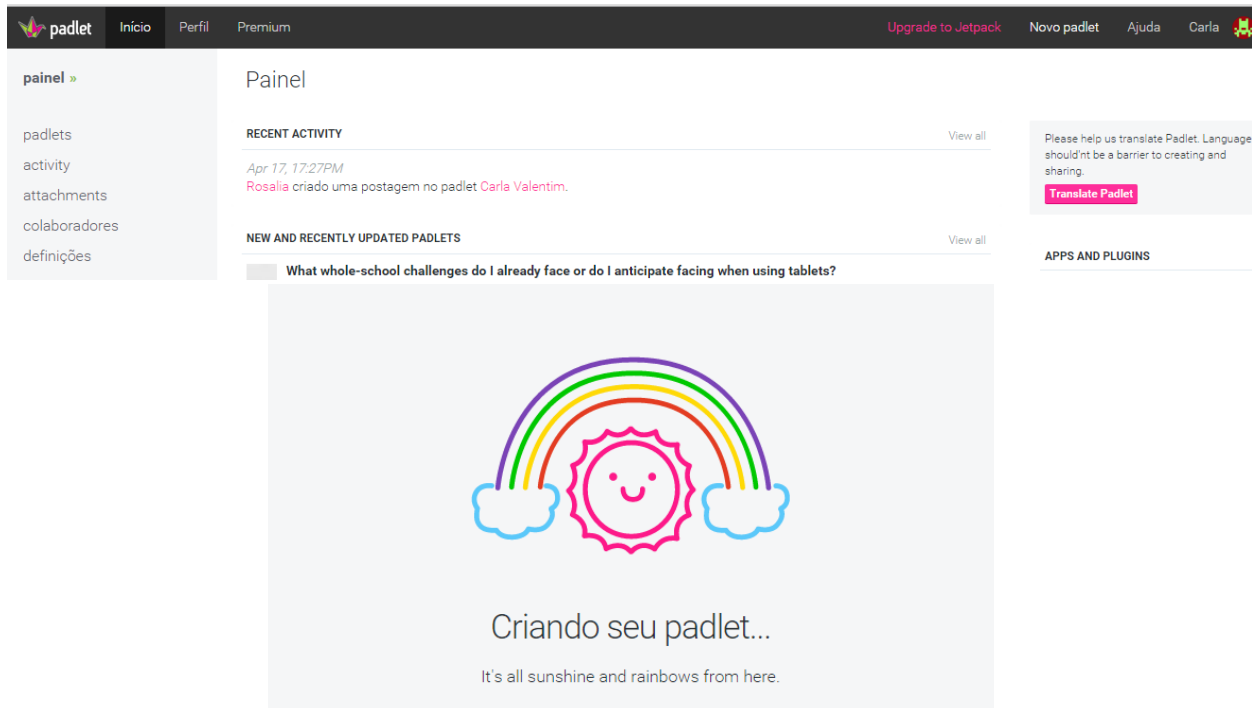 padlet Início Perfil Premium Upgrade to Jetpack Novo padlet Ajuda Carla
painel »
padlets
activity
attachments
colaboradores
definições
Painel
RECENT ACTIVITY View all
Apr 17, 17:27PM
Rosalia criado uma postagem no padlet Carla Valentim.
NEW AND RECENTLY UPDATED PADLETS View all
What whole-school challenges do I already face or do I anticipate facing when using tablets?
Please help us translate Padlet. Language
should'nt be a barrier to creating and
sharing.
Translate Padlet
APPS AND PLUGINS
Criando seu padlet...
It's all sunshine and rainbows from here.